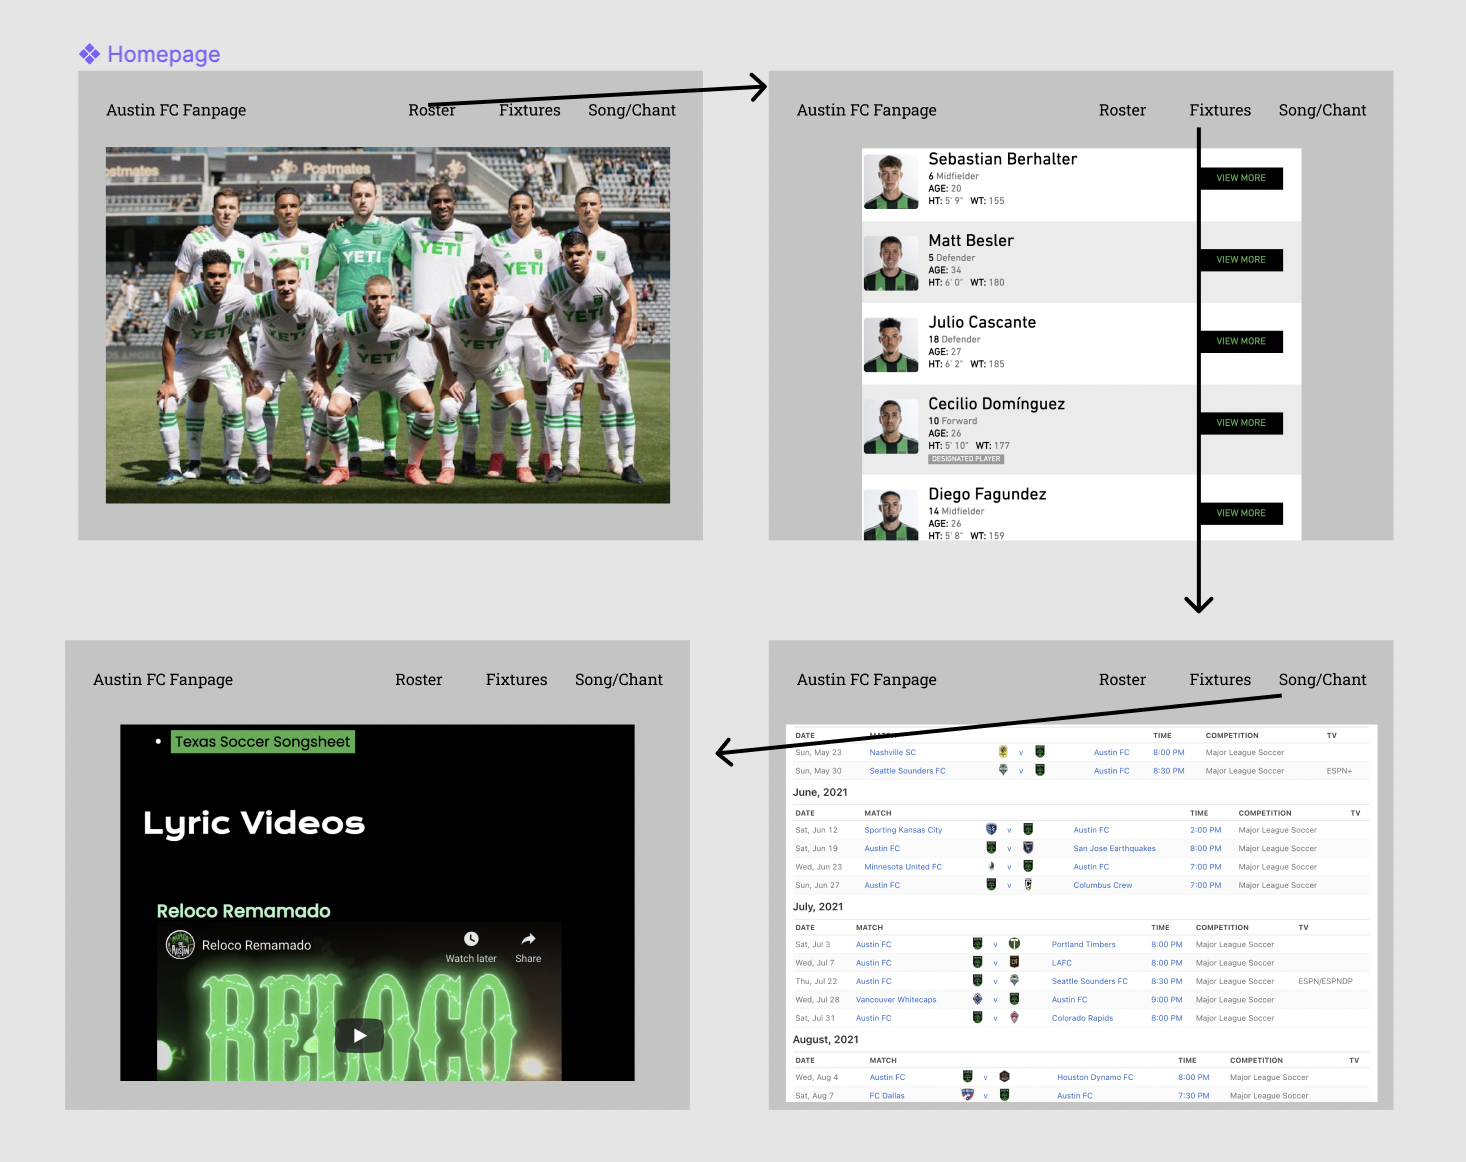 Homepage
Austin FC Fanpage Roster Fixtures Song/Chant
Postmates
YETI YETI YETI YETI
YETI YETI YETI YETI
Austin FC Fanpage Roster Fixtures Song/Chant
Sebastian Berhalter
6 Midfielder
AGE: 20
HT: 5' 9" WT: 155
VIEW MORE
Matt Besler
5 Defender
AGE: 34
HT: 6' 0" WT: 180
VIEW MORE
Julio Cascante
18 Defender
AGE: 27
HT: 6' 2" WT: 185
VIEW MORE
Cecilio Domínguez
10 Forward
AGE: 26
HT: 5' 10" WT: 177
DESIGNATED PLAYER
VIEW MORE
Diego Fagundez
14 Midfielder
AGE: 26
HT: 5' 8" WT: 159
VIEW MORE
Austin FC Fanpage Roster Fixtures Song/Chant
Texas Soccer Songsheet
Lyric Videos
Reloco Remamado
Reloco Remamado
Watch later Share
RELOCO
Austin FC Fanpage Roster Fixtures Song/Chant
DATE MATCH TIME COMPETITION TV
Sun, May 23 Nashville SC v Austin FC 8:00 PM Major League Soccer
Sun, May 30 Seattle Sounders FC v Austin FC 8:30 PM Major League Soccer ESPN+
June, 2021
DATE MATCH TIME COMPETITION TV
Sat, Jun 12 Sporting Kansas City v Austin FC 2:00 PM Major League Soccer
Sat, Jun 19 Austin FC v San Jose Earthquakes 8:00 PM Major League Soccer
Wed, Jun 23 Minnesota United FC v Austin FC 7:00 PM Major League Soccer
Sun, Jun 27 Austin FC v Columbus Crew 7:00 PM Major League Soccer
July, 2021
DATE MATCH TIME COMPETITION TV
Sat, Jul 3 Austin FC v Portland Timbers 8:00 PM Major League Soccer
Wed, Jul 7 Austin FC v LAFC 8:00 PM Major League Soccer
Thu, Jul 22 Austin FC v Seattle Sounders FC 8:30 PM Major League Soccer ESPN/ESPNDP
Wed, Jul 28 Vancouver Whitecaps v Austin FC 9:00 PM Major League Soccer
Sat, Jul 31 Austin FC v Colorado Rapids 8:00 PM Major League Soccer
August, 2021
DATE MATCH TIME COMPETITION TV
Wed, Aug 4 Austin FC v Houston Dynamo FC 8:00 PM Major League Soccer
Sat, Aug 7 FC Dallas v Austin FC 7:30 PM Major League Soccer